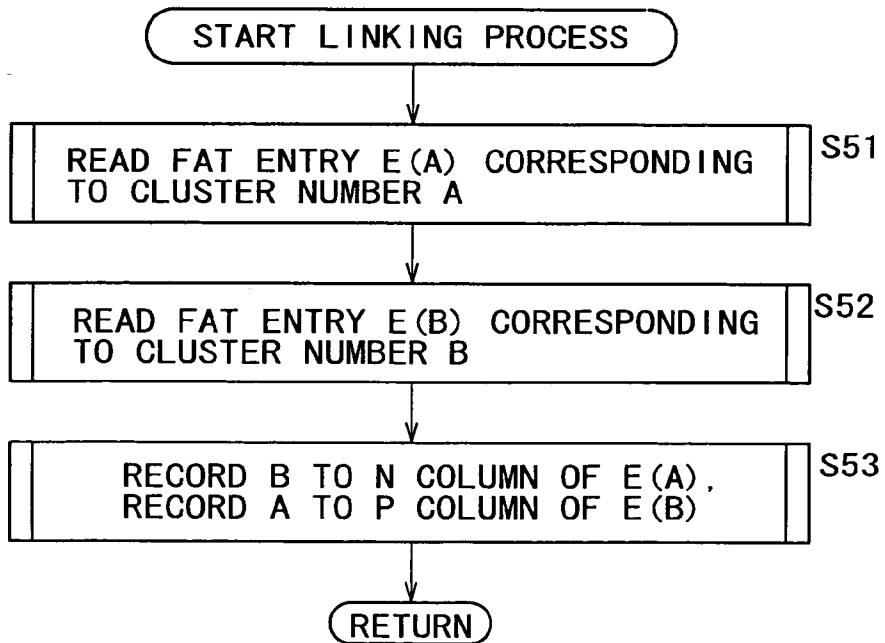 START LINKING PROCESS
READ FAT ENTRY E(A) CORRESPONDING
TO CLUSTER NUMBER A
S51
READ FAT ENTRY E(B) CORRESPONDING
TO CLUSTER NUMBER B
S52
RECORD B TO N COLUMN OF E(A),
RECORD A TO P COLUMN OF E(B)
S53
RETURN